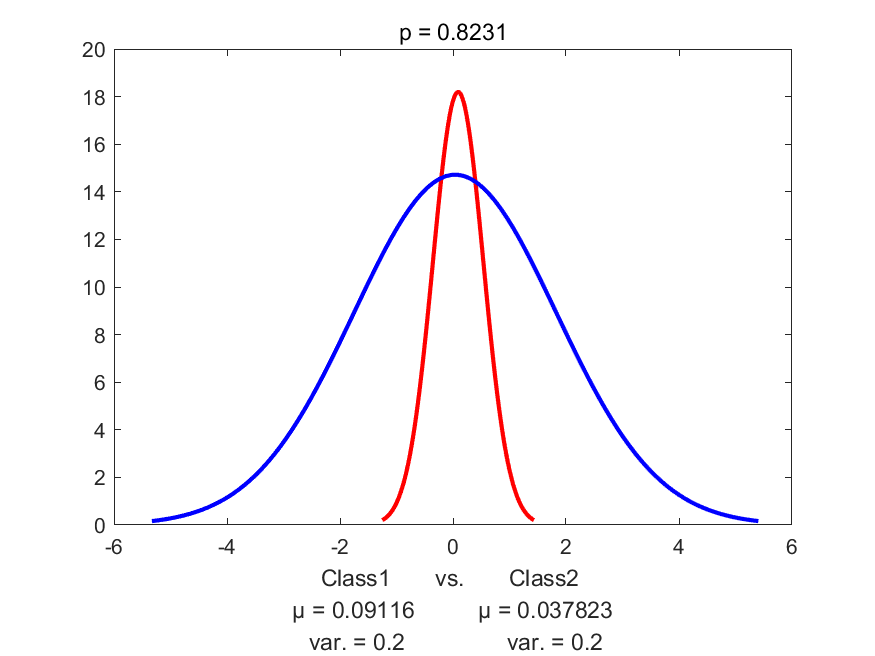 p = 0.8231
20
18
16
14
12
10
8
6
4
2
0
-6 -4 -2 0 2 4 6
Class1 vs. Class2
μ = 0.09116 μ = 0.037823
var. = 0.2 var. = 0.2